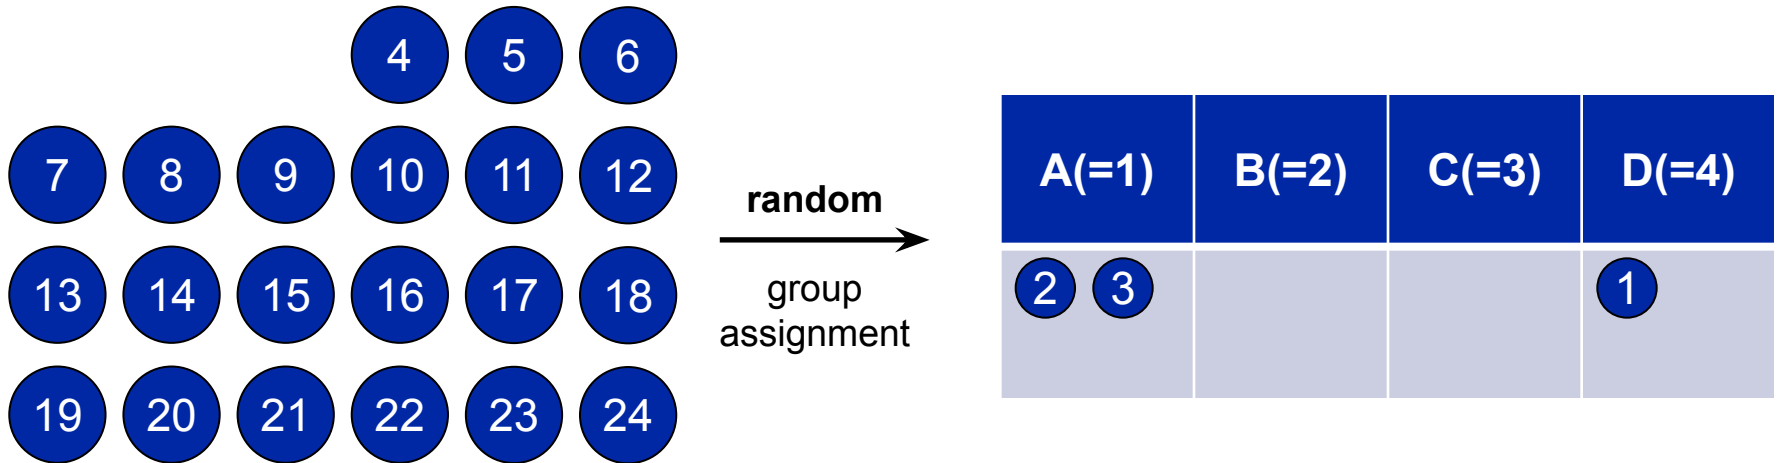 4 5 6
7 8 9 10 11 12
13 14 15 16 17 18
19 20 21 22 23 24
random
group
assignment
A(=1) B(=2) C(=3) D(=4)
2 3 1